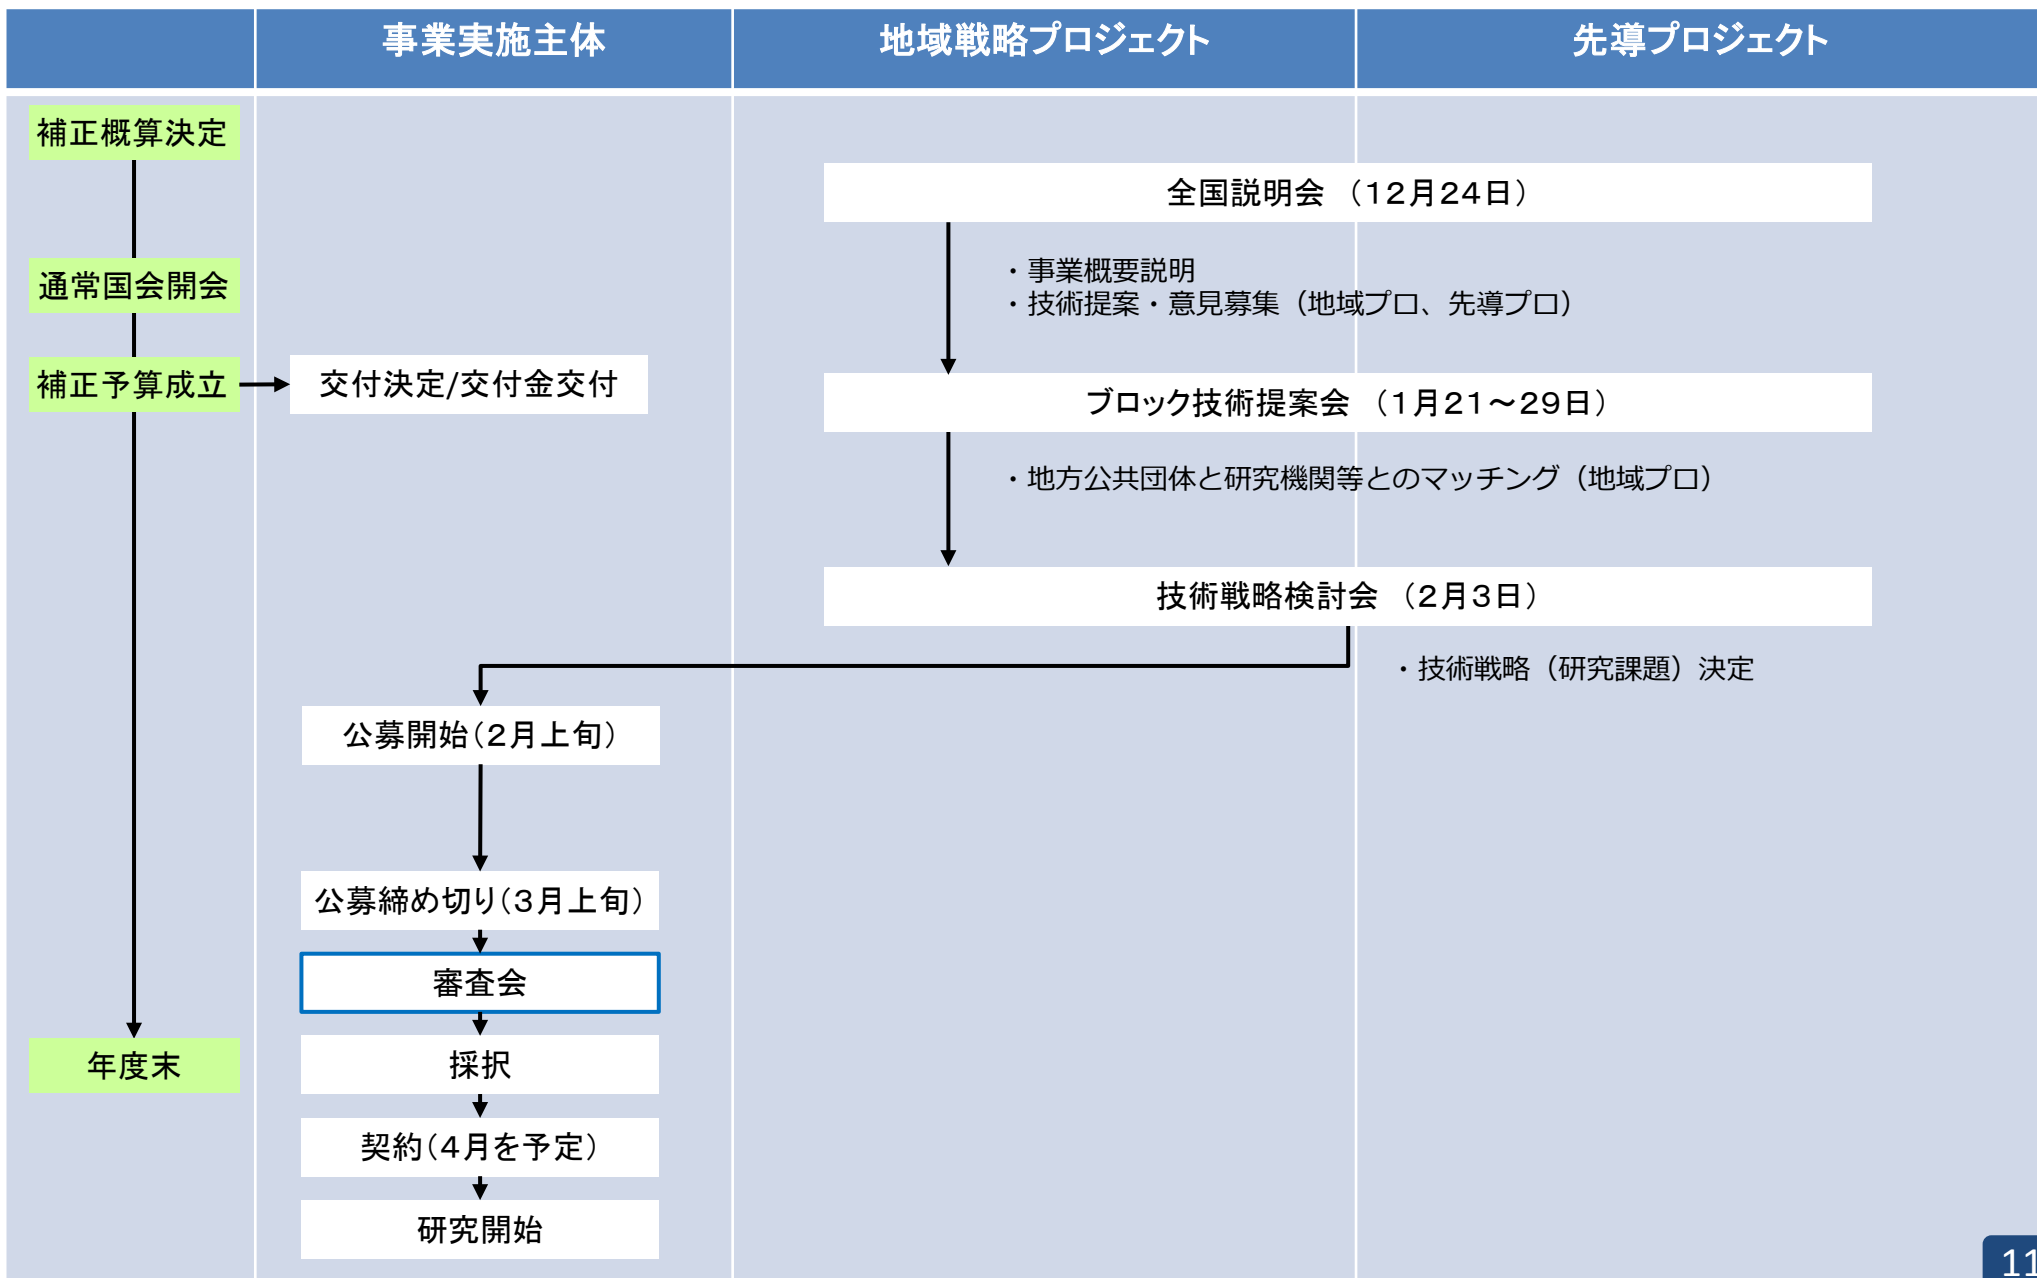 事業実施主体
地域戦略プロジェクト
先導プロジェクト
補正概算決定
通常国会開会
補正予算成立
年度末
交付決定/交付金交付
全国説明会 （12月24日）
・事業概要説明
・技術提案・意見募集（地域プロ、先導プロ）
ブロック技術提案会 （1月21～29日）
・地方公共団体と研究機関等とのマッチング（地域プロ）
技術戦略検討会 （2月3日）
・技術戦略（研究課題）決定
公募開始（2月上旬）
公募締め切り（3月上旬）
審査会
採択
契約（4月を予定）
研究開始
11